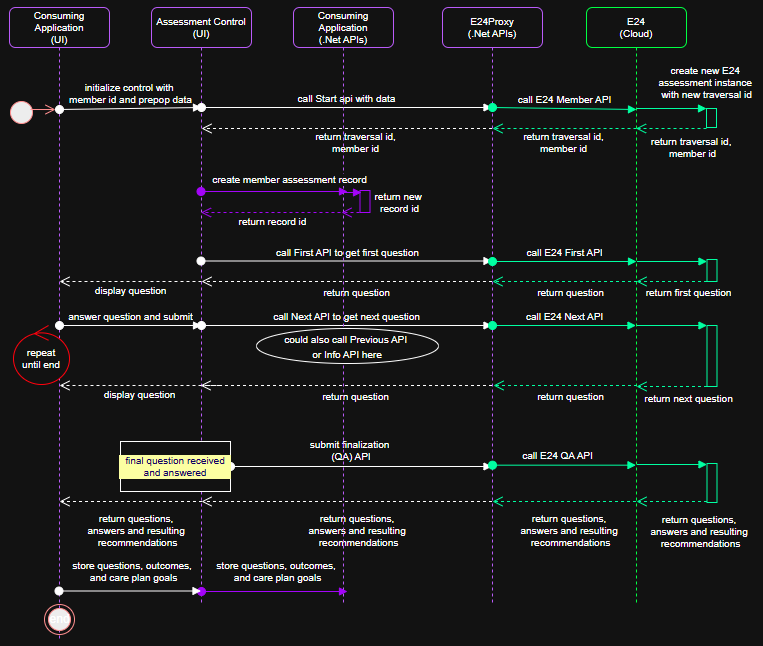 Consuming
Application
(UI)
Assessment Control
(UI)
Consuming
Application
(.Net APIs)
E24Proxy
(.Net APIs)
E24
(Cloud)
initialize control with
member id and prepop data
call Start api with data
call E24 Member API
create new E24
assessment instance
with new traversal id
return traversal id,
member id
return traversal id,
member id
return traversal id,
member id
create member assessment record
return new
record id
return record id
call First API to get first question
call E24 First API
display question
return question
return question
return first question
answer question and submit
call Next API to get next question
call E24 Next API
could also call Previous API
or Info API here
repeat
until end
display question
return question
return question
return next question
final question received
and answered
submit finalization
(QA) API
call E24 QA API
return questions,
answers and resulting
recommendations
return questions,
answers and resulting
recommendations
return questions,
answers and resulting
recommendations
return questions,
answers and resulting
recommendations
store questions, outcomes,
and care plan goals
store questions, outcomes,
and care plan goals